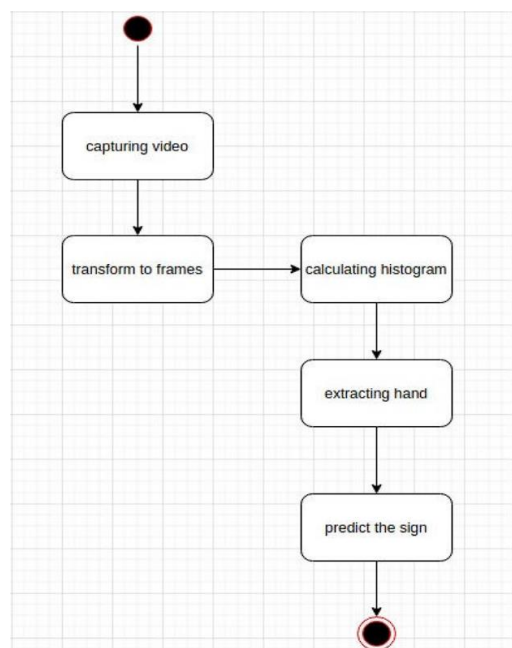 capturing video
transform to frames
calculating histogram
extracting hand
predict the sign